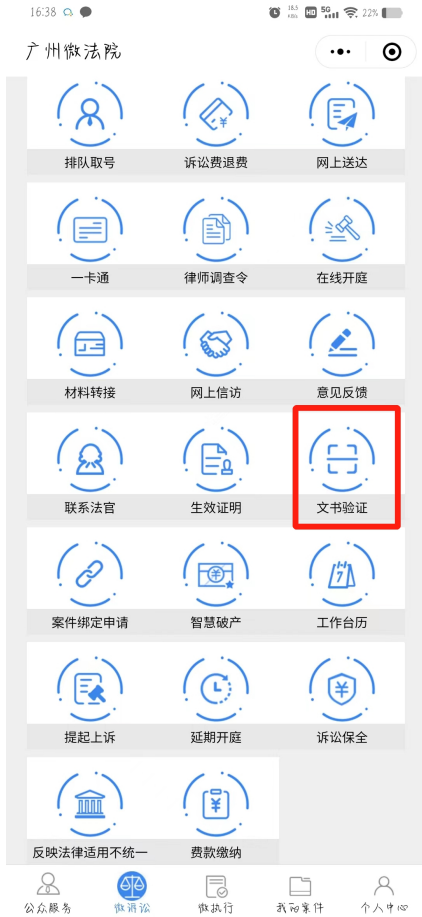 16:38 18.5 K/s HD 5G 22%
广州微法院
排队取号 诉讼费退费 网上送达
¥
一卡通 律师调查令 在线开庭
材料转接 网上信访 意见反馈
联系法官 生效证明 文书验证
¥ 7
案件绑定申请 智慧破产 工作台历
¥
提起上诉 延期开庭 诉讼保全
¥
反映法律适用不统一 费款缴纳
公众服务 微诉讼 微执行 我的案件 个人中心